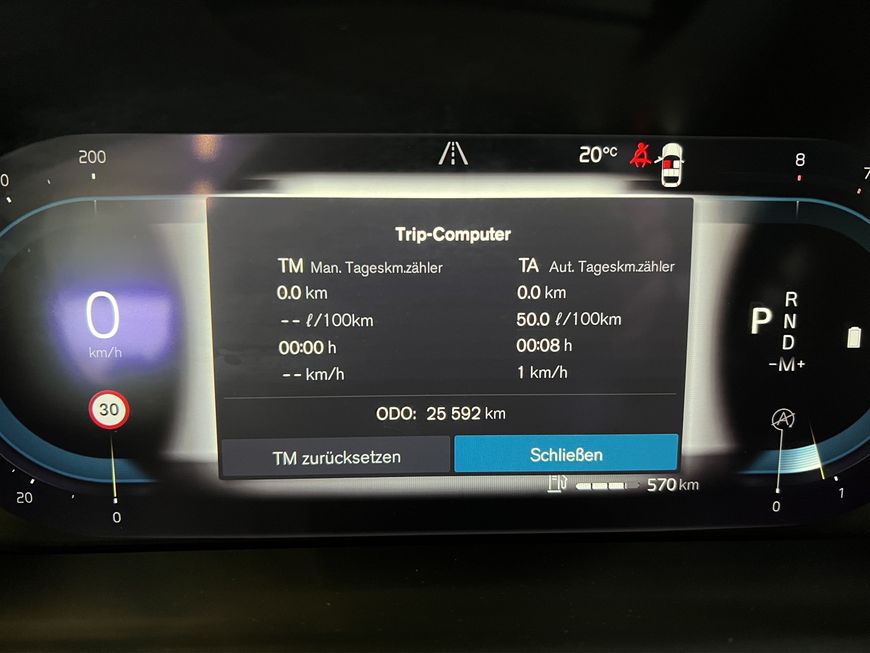 200
20°C
8
0
7
Trip-Computer
TM Man. Tageskm.zähler
TA Aut. Tageskm.zähler
0.0 km
0.0 km
-- ℓ/100km
50.0 ℓ/100km
00:00 h
00:08 h
-- km/h
1 km/h
ODO: 25 592 km
TM zurücksetzen
Schließen
0
km/h
30
P
R
N
D
-M+
A
570 km
20
0
0
1